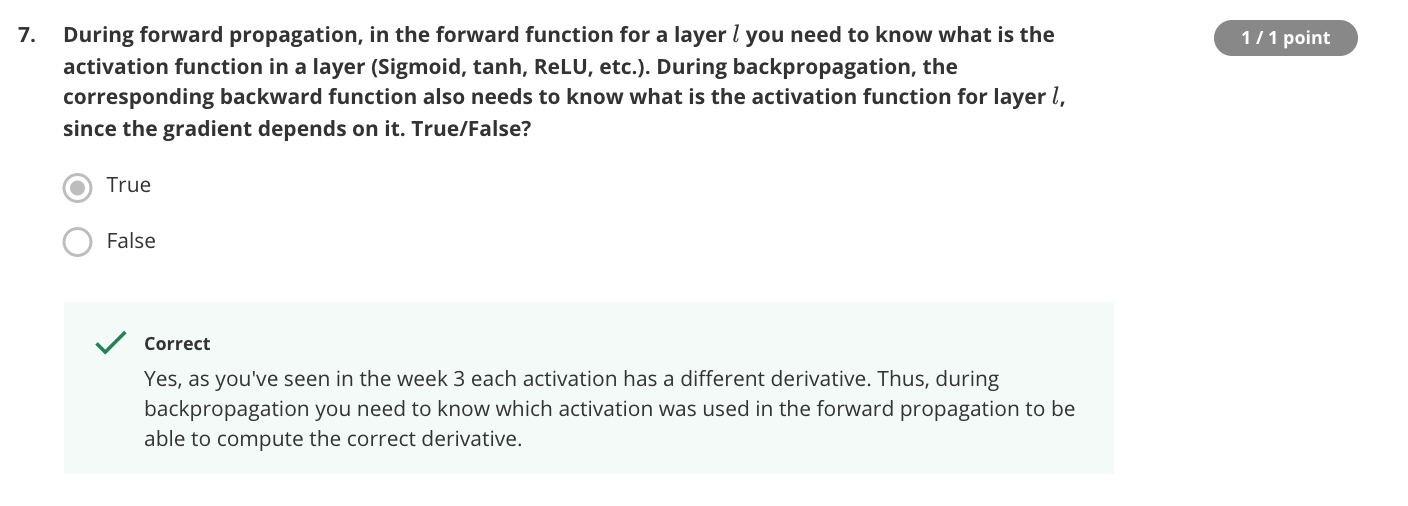 7. During forward propagation, in the forward function for a layer l you need to know what is the
1 / 1 point
activation function in a layer (Sigmoid, tanh, ReLU, etc.). During backpropagation, the
corresponding backward function also needs to know what is the activation function for layer l,
since the gradient depends on it. True/False?
True
False
Correct
Yes, as you've seen in the week 3 each activation has a different derivative. Thus, during
backpropagation you need to know which activation was used in the forward propagation to be
able to compute the correct derivative.